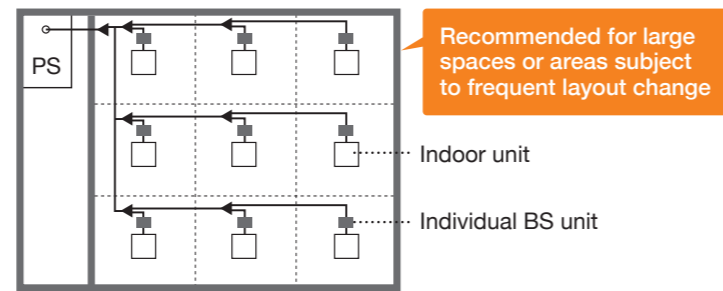 PS
Recommended for large
spaces or areas subject
to frequent layout change
Indoor unit
Individual BS unit